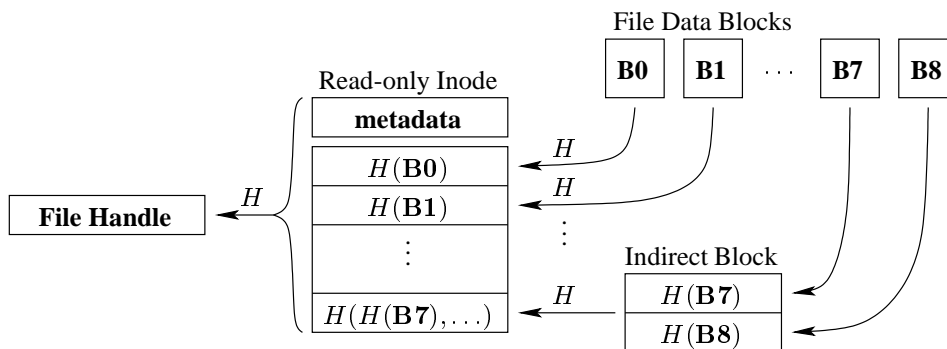 File Data Blocks
B0 B1 ... B7 B8
Read-only Inode
metadata
H(B0)
H
H(B1)
H
File Handle
H
⋮
⋮
Indirect Block
H(B7)
H(H(B7),...)
H
H(B8)